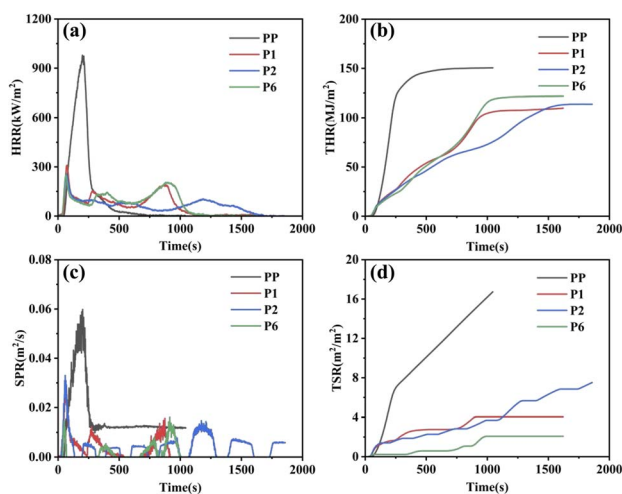 (a)
PP
P1
P2
P6
1200
900
600
300
0
HRR(kW/m²)
0 500 1000 1500 2000
Time(s)
(b)
PP
P1
P2
P6
200
150
100
50
0
THR(MJ/m²)
0 500 1000 1500 2000
Time(s)
(c)
PP
P1
P2
P6
0.08
0.06
0.04
0.02
0.00
SPR(m²/s)
0 500 1000 1500 2000
Time(s)
(d)
PP
P1
P2
P6
20
16
12
8
4
0
TSR(m²/m²)
0 500 1000 1500 2000
Time(s)